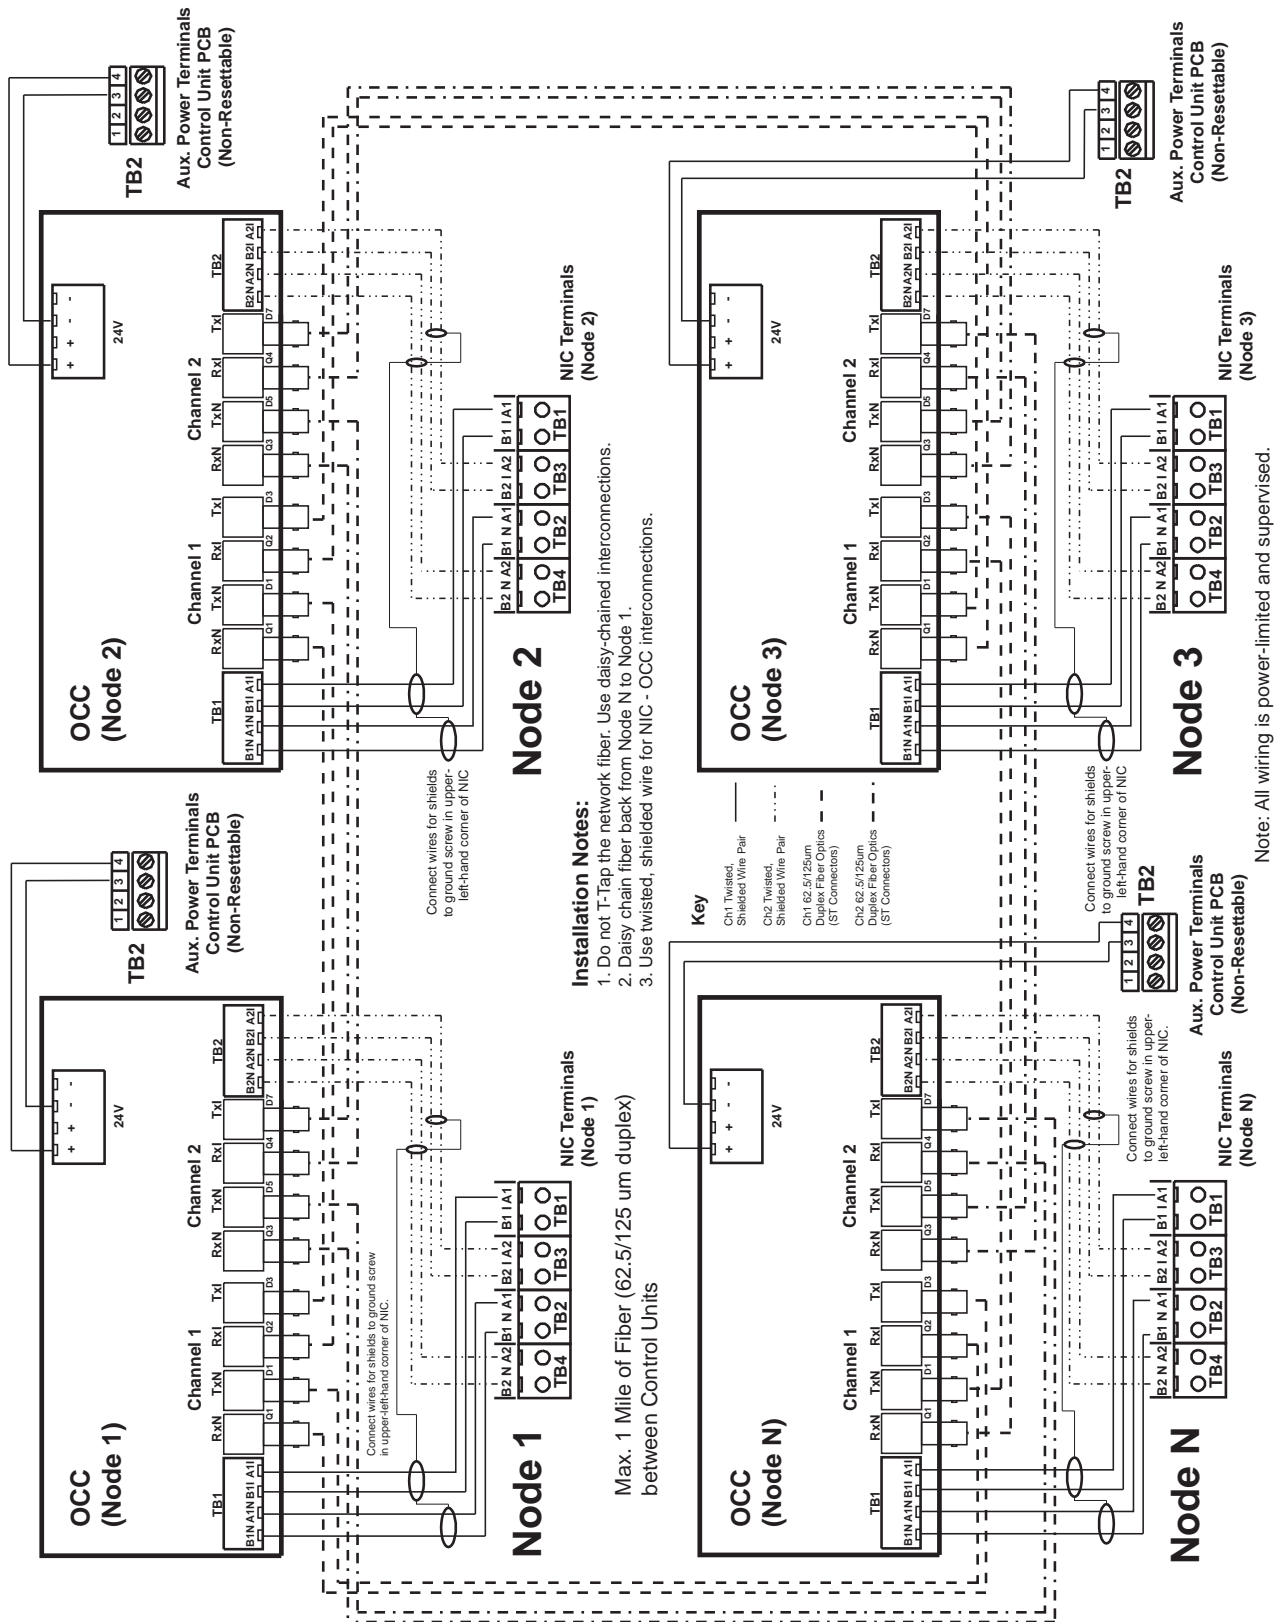 OCC
(Node 1)
24V
+ + - -
TB1
B1N A1N B1I A1I
Channel 1
RxN TxN RxI TxI
Q1 D1 Q2 D3
Channel 2
RxN TxN RxI TxI
Q3 D5 Q4 D7
TB2
B2N A2N B2I A2I
TB2
1 2 3 4
Aux. Power Terminals
Control Unit PCB
(Non-Resettable)
Connect wires for shields to ground screw
in upper-left-hand corner of NIC.
Node 1
B2 N A2 B1 N A1 B2 I A2 B1 I A1
TB4 TB2 TB3 TB1
NIC Terminals
(Node 1)
OCC
(Node 2)
24V
+ + - -
TB1
B1N A1N B1I A1I
Channel 1
RxN TxN RxI TxI
Q1 D1 Q2 D3
Channel 2
RxN TxN RxI TxI
Q3 D5 Q4 D7
TB2
B2N A2N B2I A2I
TB2
1 2 3 4
Aux. Power Terminals
Control Unit PCB
(Non-Resettable)
Connect wires for shields
to ground screw in upper-
left-hand corner of NIC
Node 2
B2 N A2 B1 N A1 B2 I A2 B1 I A1
TB4 TB2 TB3 TB1
NIC Terminals
(Node 2)
Max. 1 Mile of Fiber (62.5/125 um duplex)
between Control Units
Installation Notes:
1. Do not T-Tap the network fiber. Use daisy-chained interconnections.
2. Daisy chain fiber back from Node N to Node 1.
3. Use twisted, shielded wire for NIC - OCC interconnections.
Key
Ch1 Twisted,
Shielded Wire Pair
Ch2 Twisted,
Shielded Wire Pair
Ch1 62.5/125um
Duplex Fiber Optics
(ST Connectors)
Ch2 62.5/125um
Duplex Fiber Optics
(ST Connectors)
OCC
(Node N)
24V
+ + - -
TB1
B1N A1N B1I A1I
Channel 1
RxN TxN RxI TxI
Q1 D1 Q2 D3
Channel 2
RxN TxN RxI TxI
Q3 D5 Q4 D7
TB2
B2N A2N B2I A2I
1 2 3 4
TB2
Aux. Power Terminals
Control Unit PCB
(Non-Resettable)
Connect wires for shields
to ground screw in upper-
left-hand corner of NIC.
Node N
B2 N A2 B1 N A1 B2 I A2 B1 I A1
TB4 TB2 TB3 TB1
NIC Terminals
(Node N)
OCC
(Node 3)
24V
+ + - -
TB1
B1N A1N B1I A1I
Channel 1
RxN TxN RxI TxI
Q1 D1 Q2 D3
Channel 2
RxN TxN RxI TxI
Q3 D5 Q4 D7
TB2
B2N A2N B2I A2I
TB2
1 2 3 4
Aux. Power Terminals
Control Unit PCB
(Non-Resettable)
Connect wires for shields
to ground screw in upper-
left-hand corner of NIC
Node 3
B2 N A2 B1 N A1 B2 I A2 B1 I A1
TB4 TB2 TB3 TB1
NIC Terminals
(Node 3)
Note: All wiring is power-limited and supervised.